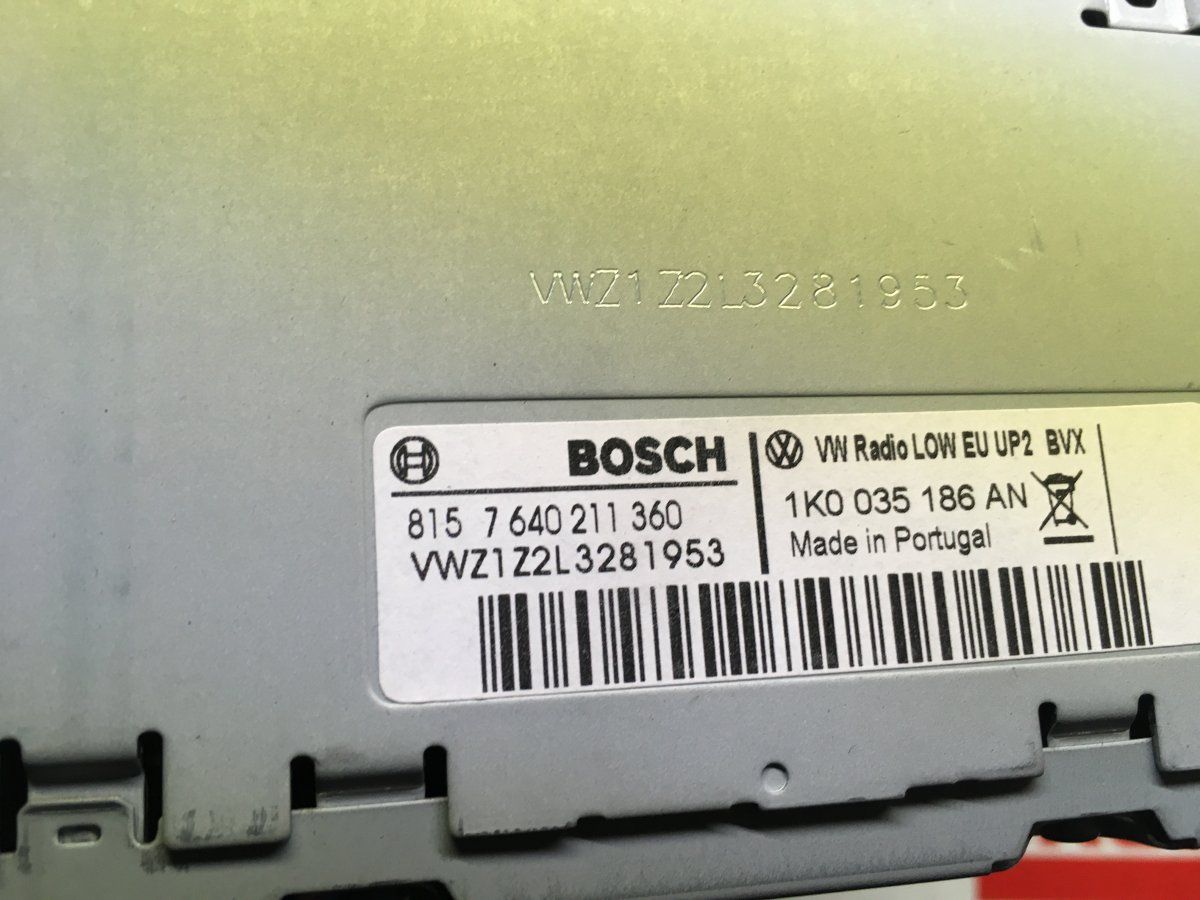 VWZ1Z2L3281953
BOSCH
815 7 640 211 360
VWZ1Z2L3281953
VW Radio LOW EU UP2 BVX
1K0 035 186 AN
Made in Portugal